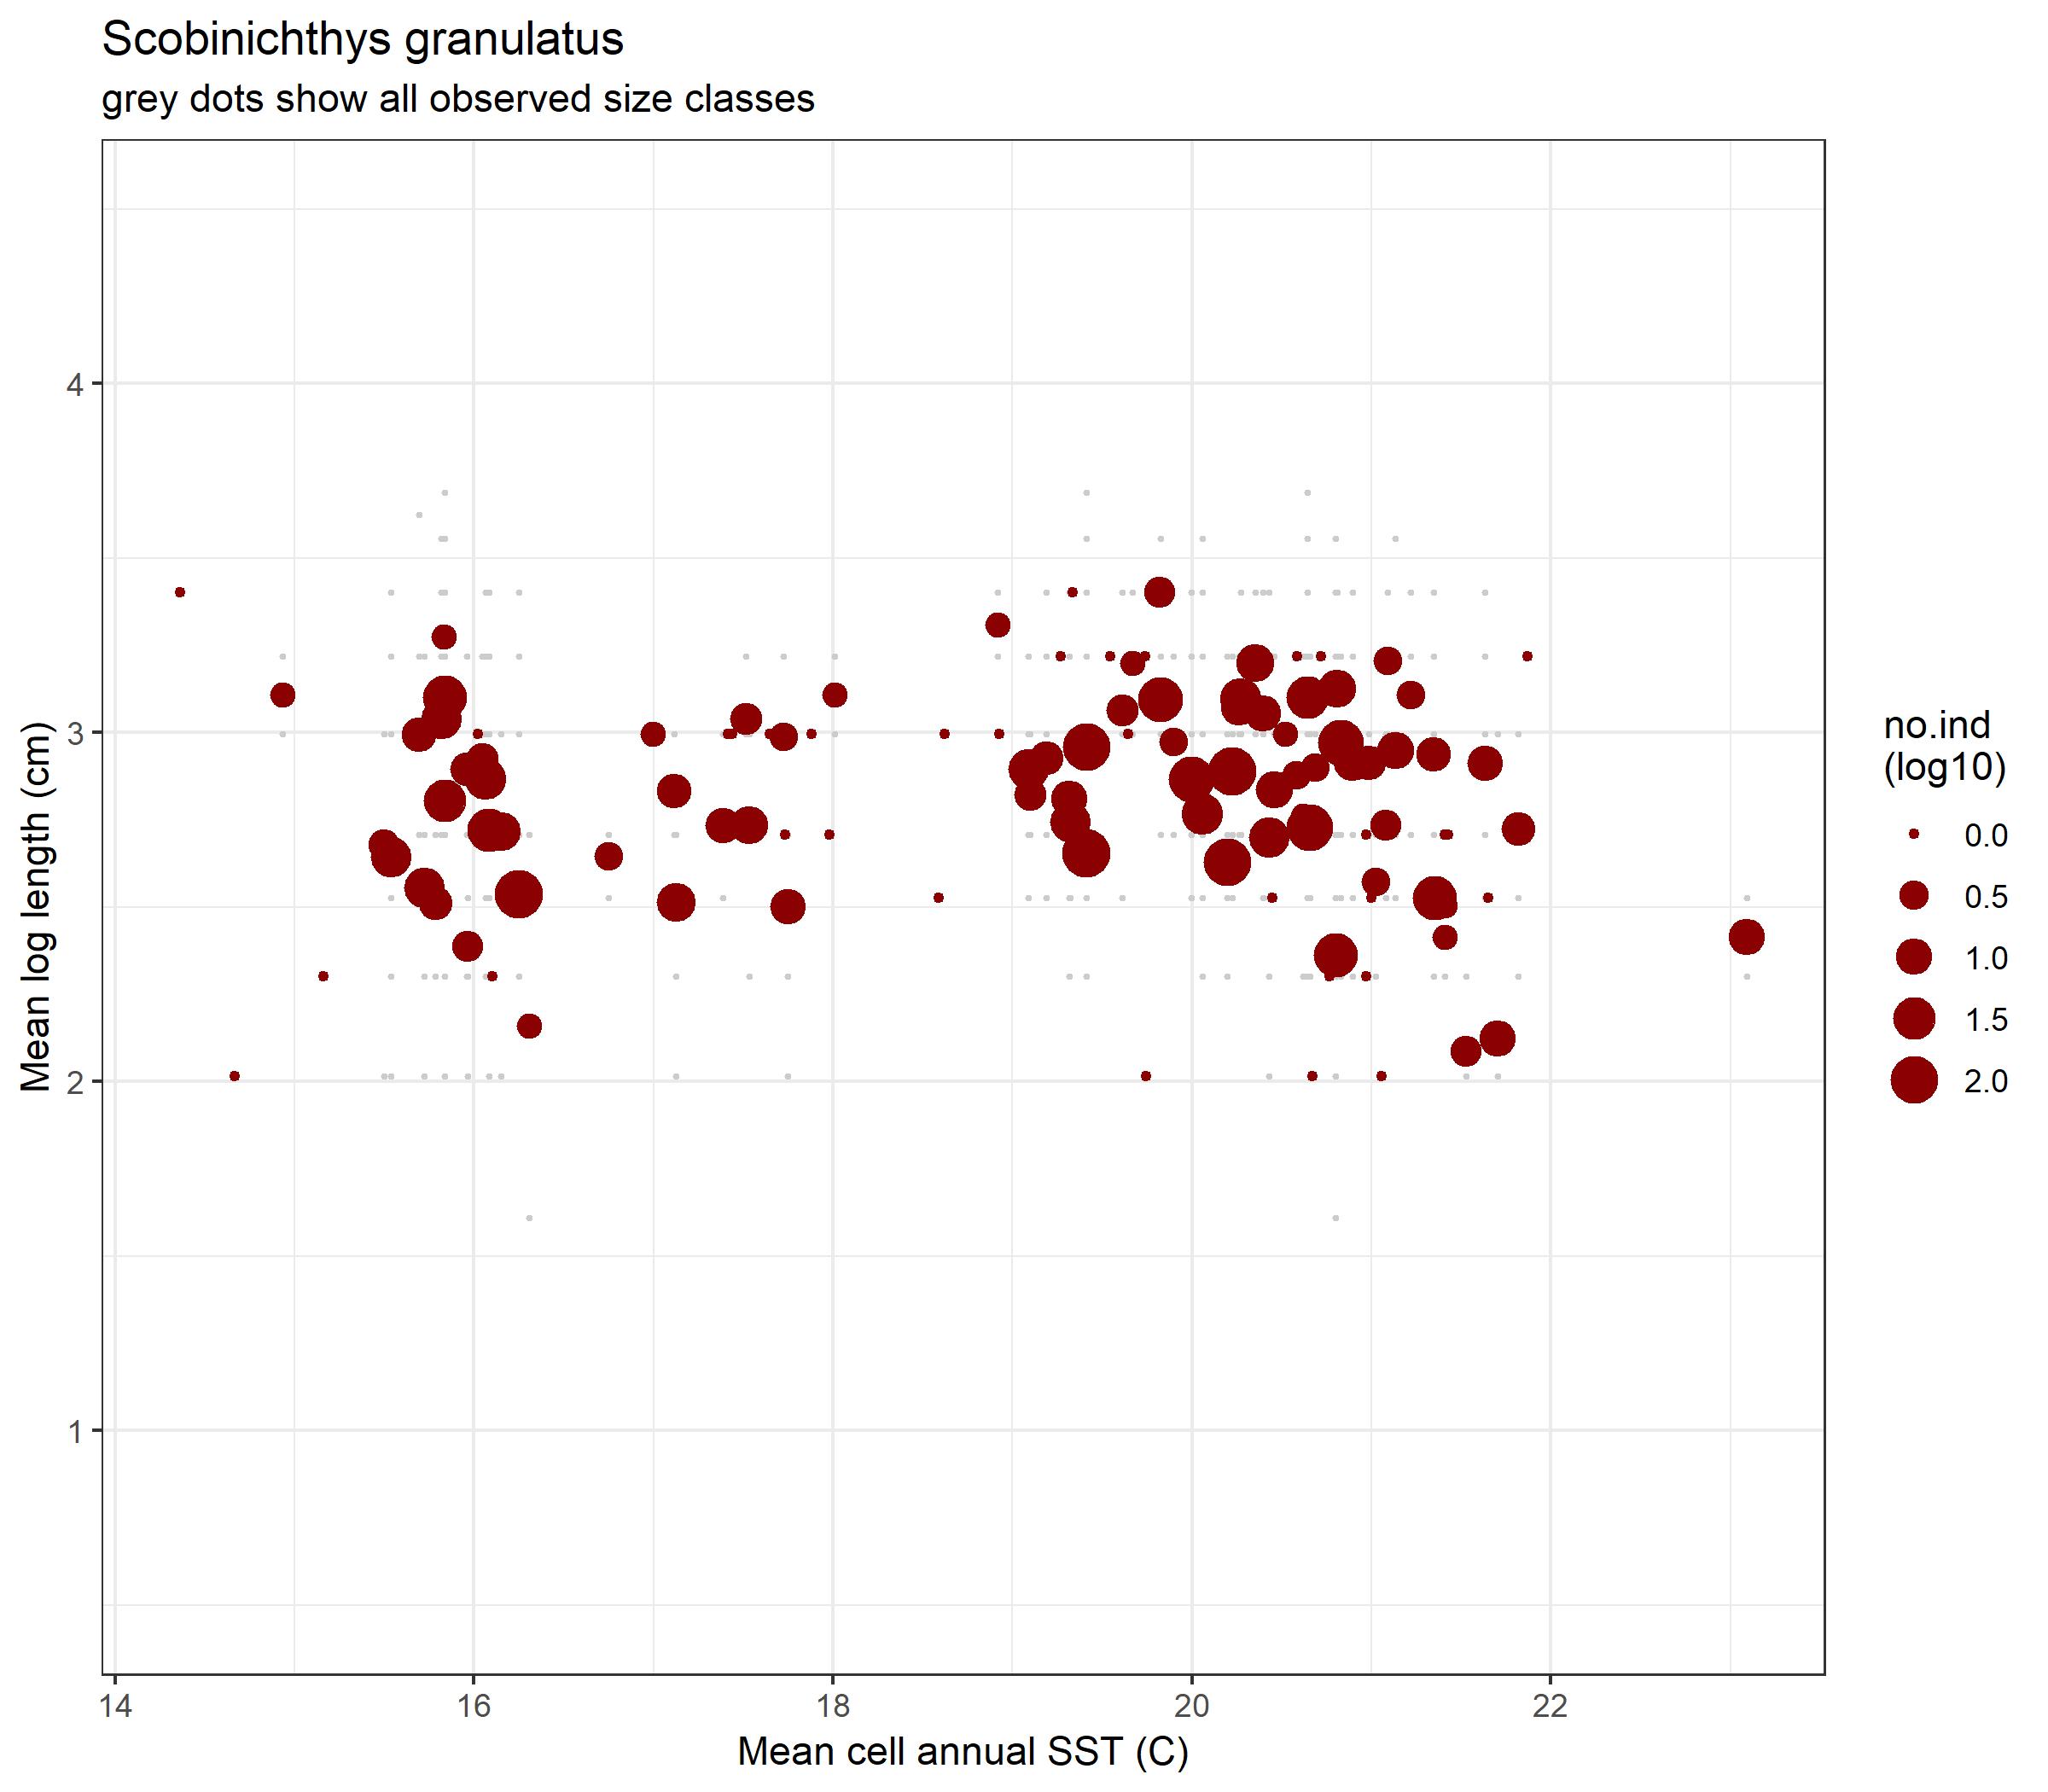 Scobinichthys granulatus
grey dots show all observed size classes
Mean log length (cm)
4
3
2
1
14
16
18
20
22
Mean cell annual SST (C)
no.ind
(log10)
0.0
0.5
1.0
1.5
2.0